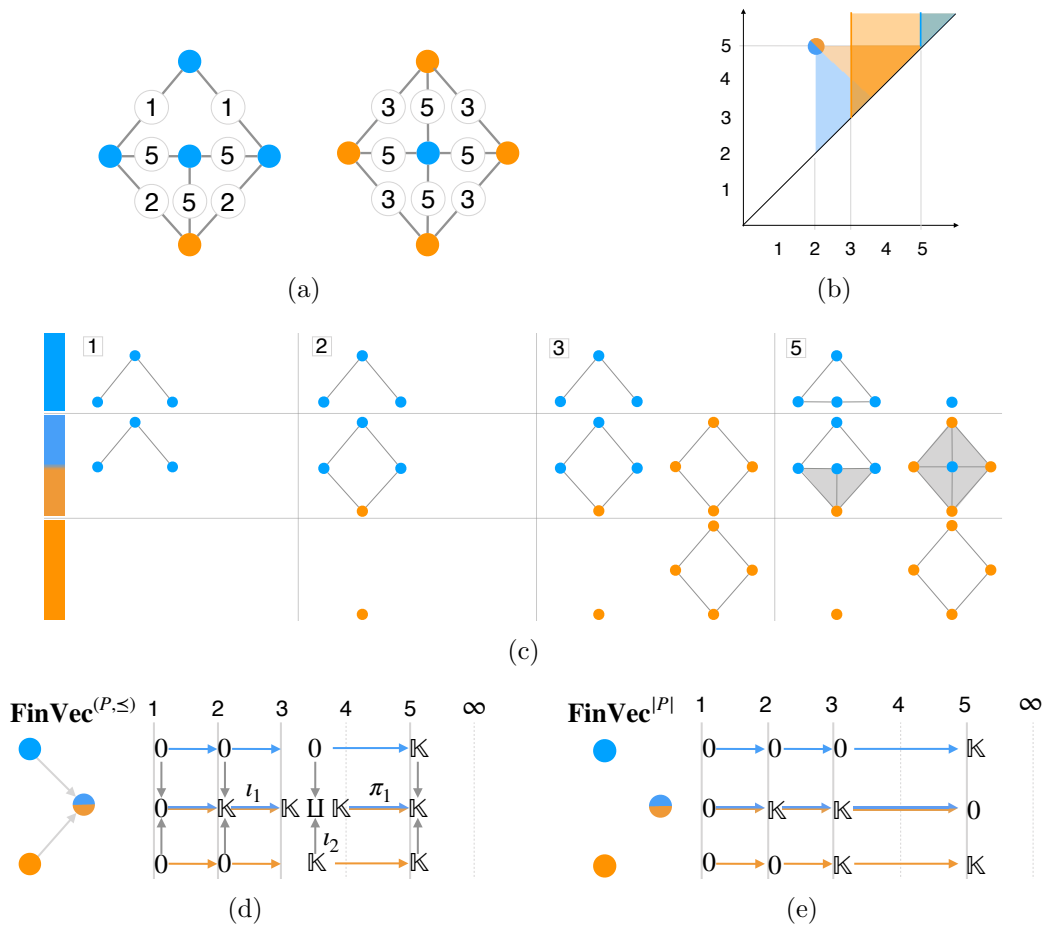 1 1
5 5
2 5 2
3 5 3
5 5
3 5 3
(a)
5
4
3
2
1
1 2 3 4 5
(b)
1 2 3 5
(c)
FinVec^(P,⪯) 1 2 3 4 5 ∞
0 0 0 𝕂
0 𝕂 ι₁ 𝕂 ∐ 𝕂 π₁ 𝕂
0 0 𝕂 ι₂ 𝕂
(d)
FinVec^|P| 1 2 3 4 5 ∞
0 0 0 𝕂
0 𝕂 𝕂 0
0 0 𝕂 𝕂
(e)